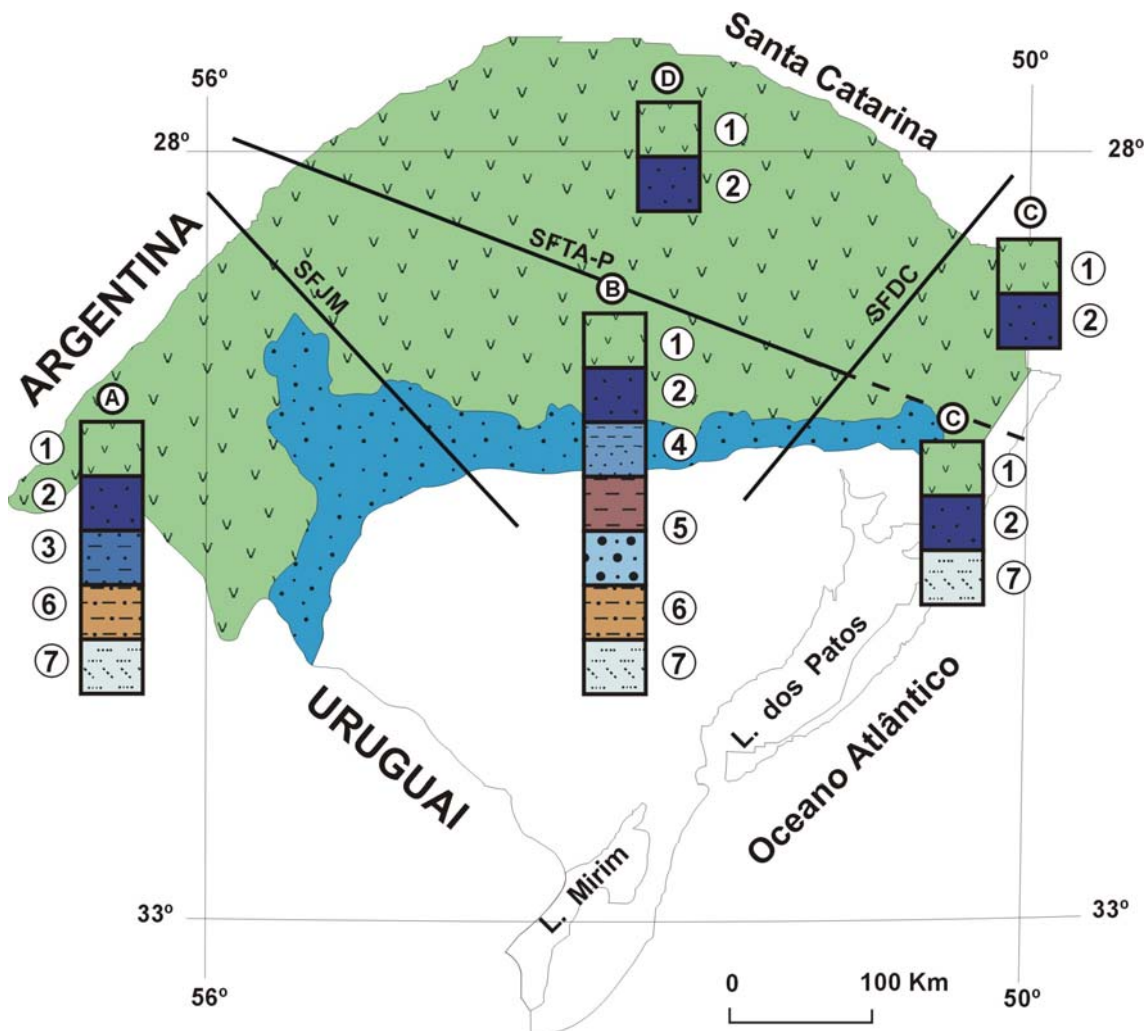 Santa Catarina
56º
50º
D
28º
1
28º
2
C
SFTA-P
SFDC
ARGENTINA
SFJM
B
1
2
1
A
2
C
1
4
1
2
2
3
5
7
6
6
7
7
L. dos Patos
URUGUAI
Oceano Atlântico
L. Mirim
33º
33º
0 100 Km
56º
50º